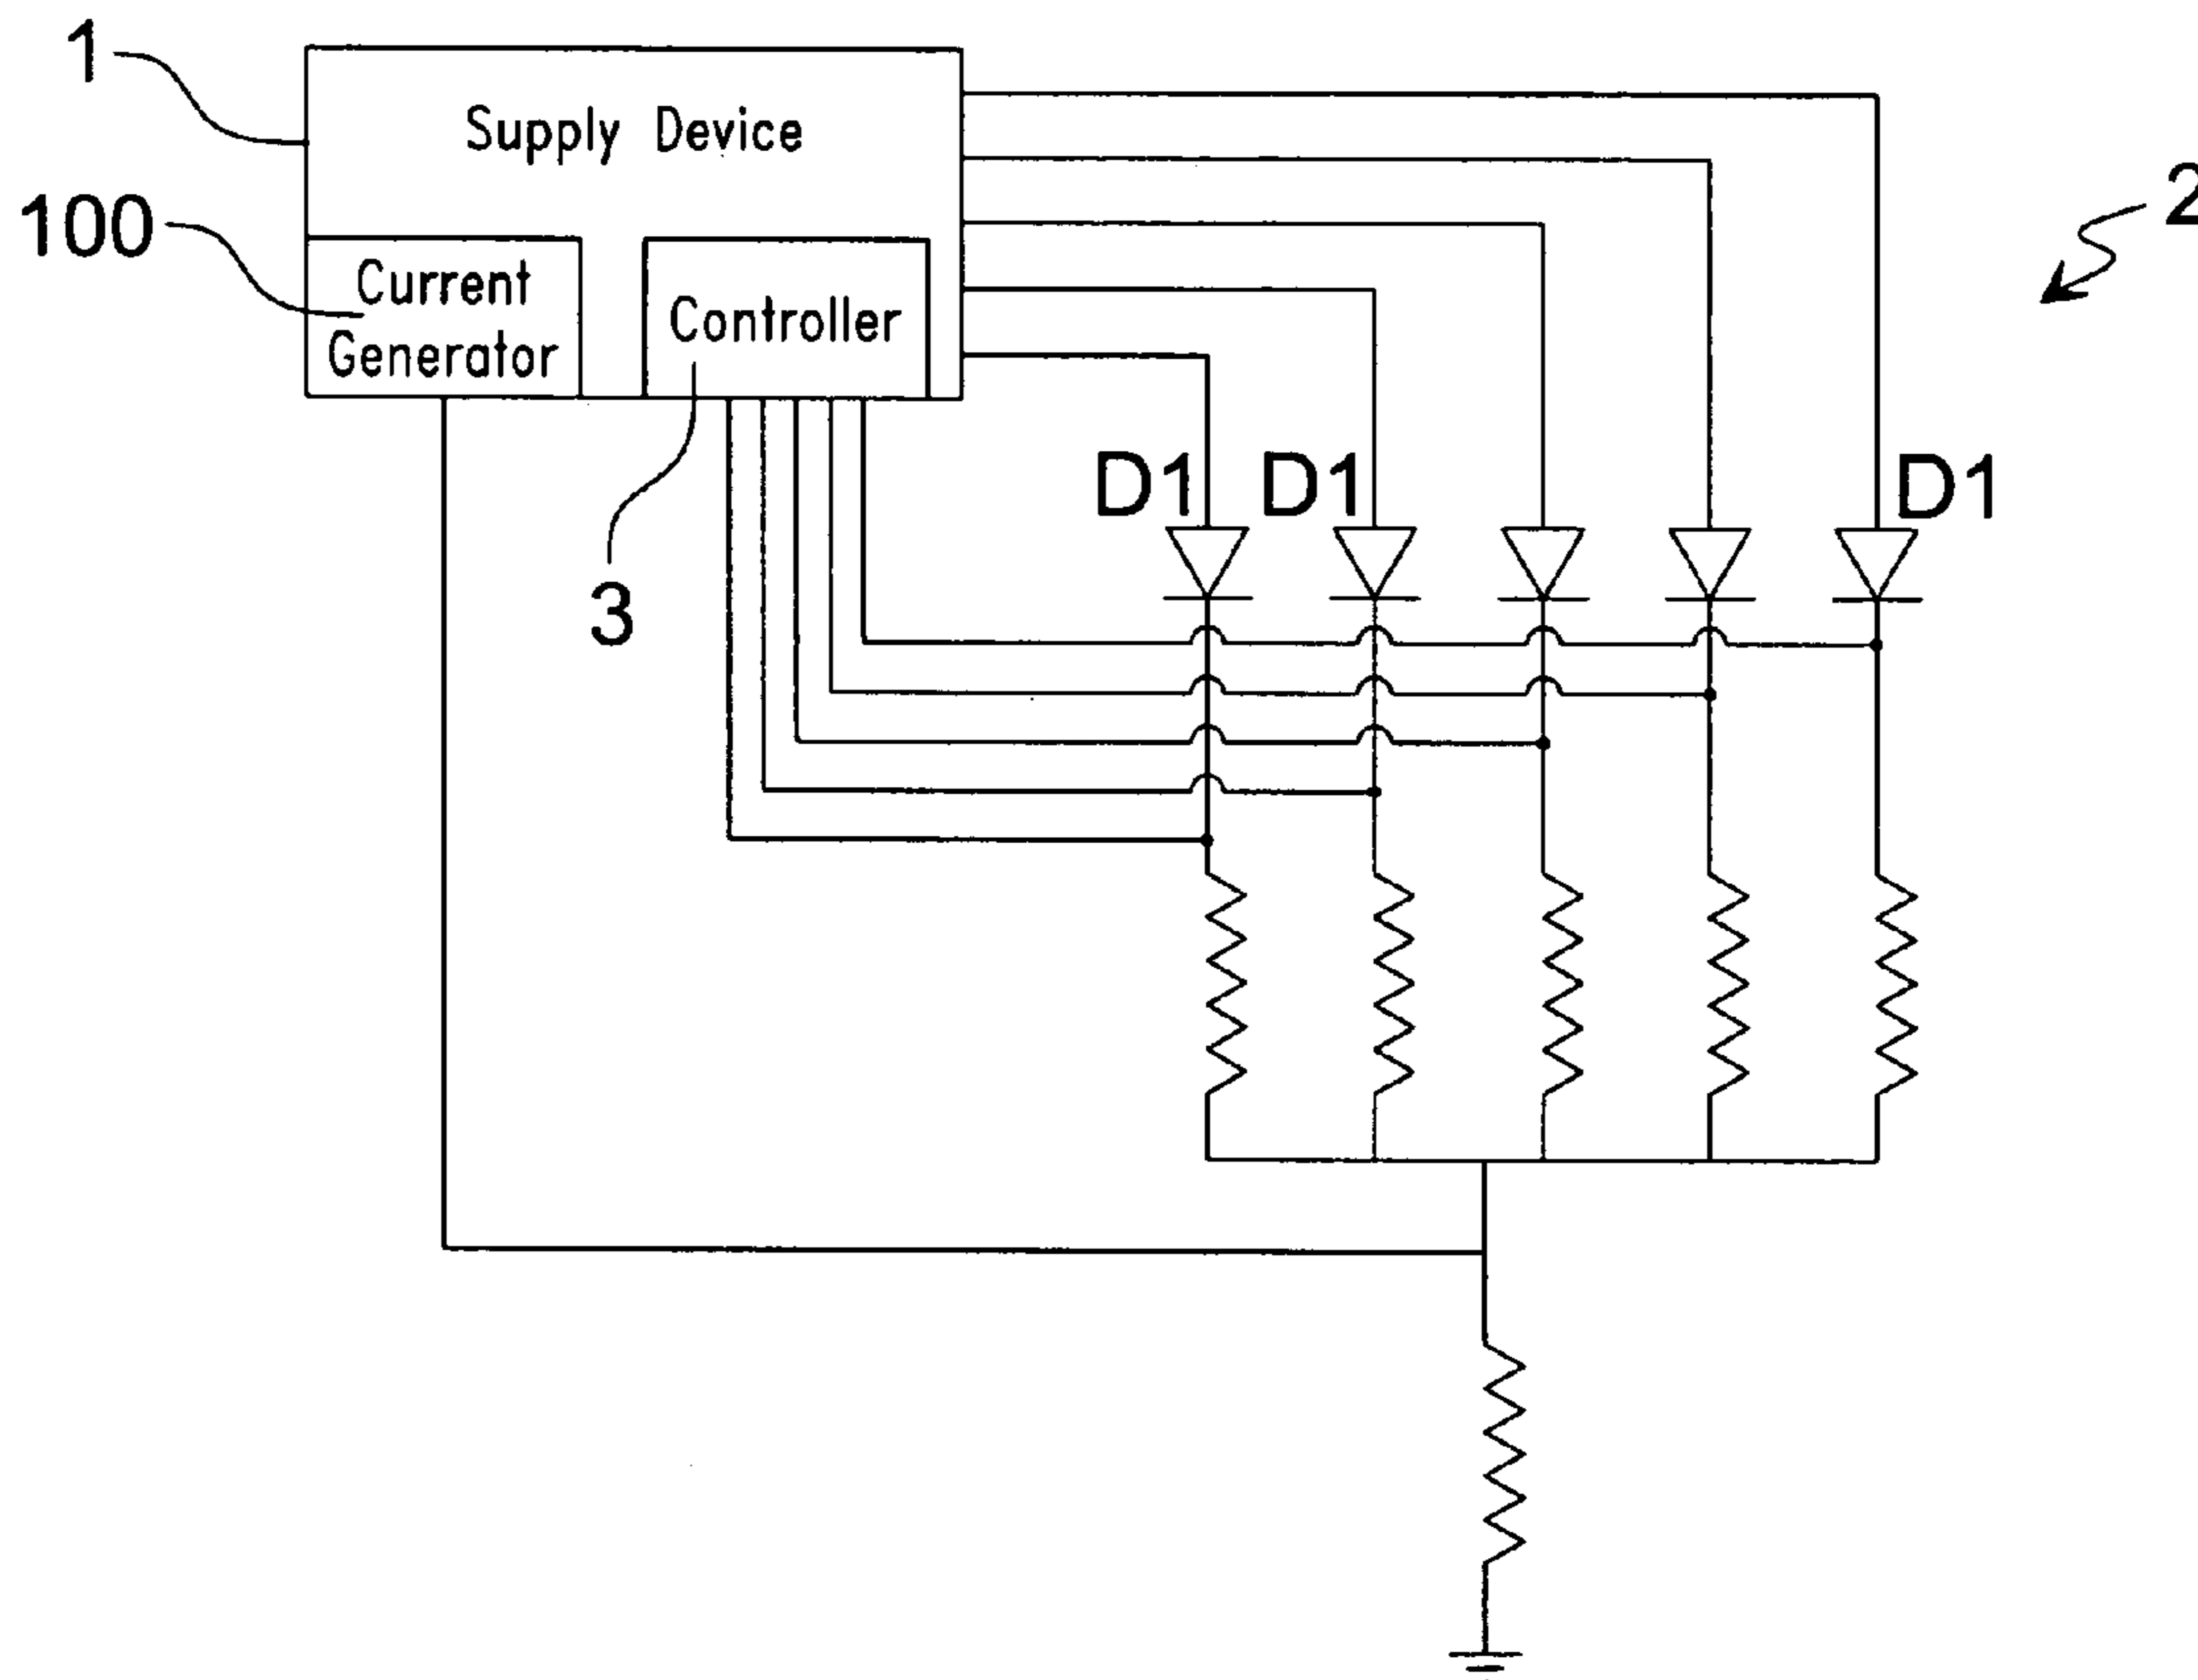 1
Supply Device
2
100
Current
Generator
Controller
D1 D1 D1
3